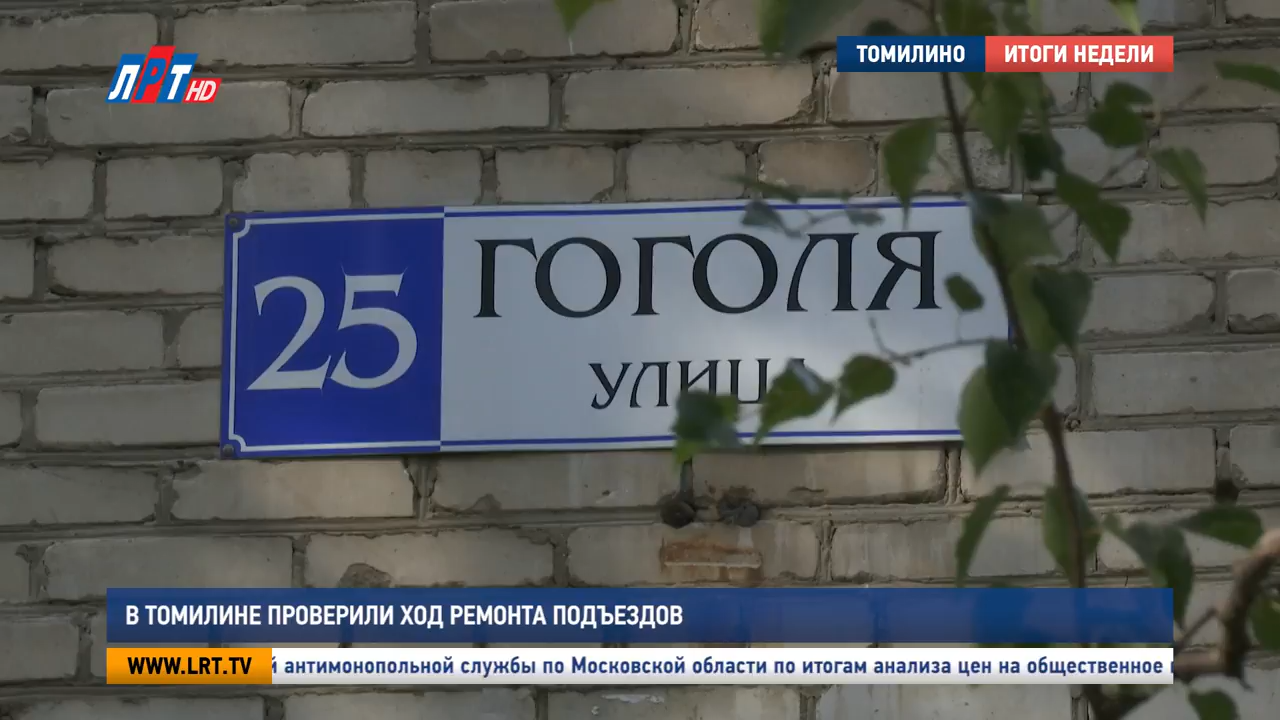 ЛРТ HD
ТОМИЛИНО ИТОГИ НЕДЕЛИ
25 ГОГОЛЯ
УЛИЦА
В ТОМИЛИНЕ ПРОВЕРИЛИ ХОД РЕМОНТА ПОДЪЕЗДОВ
WWW.LRT.TV й антимонопольной службы по Московской области по итогам анализа цен на общественное